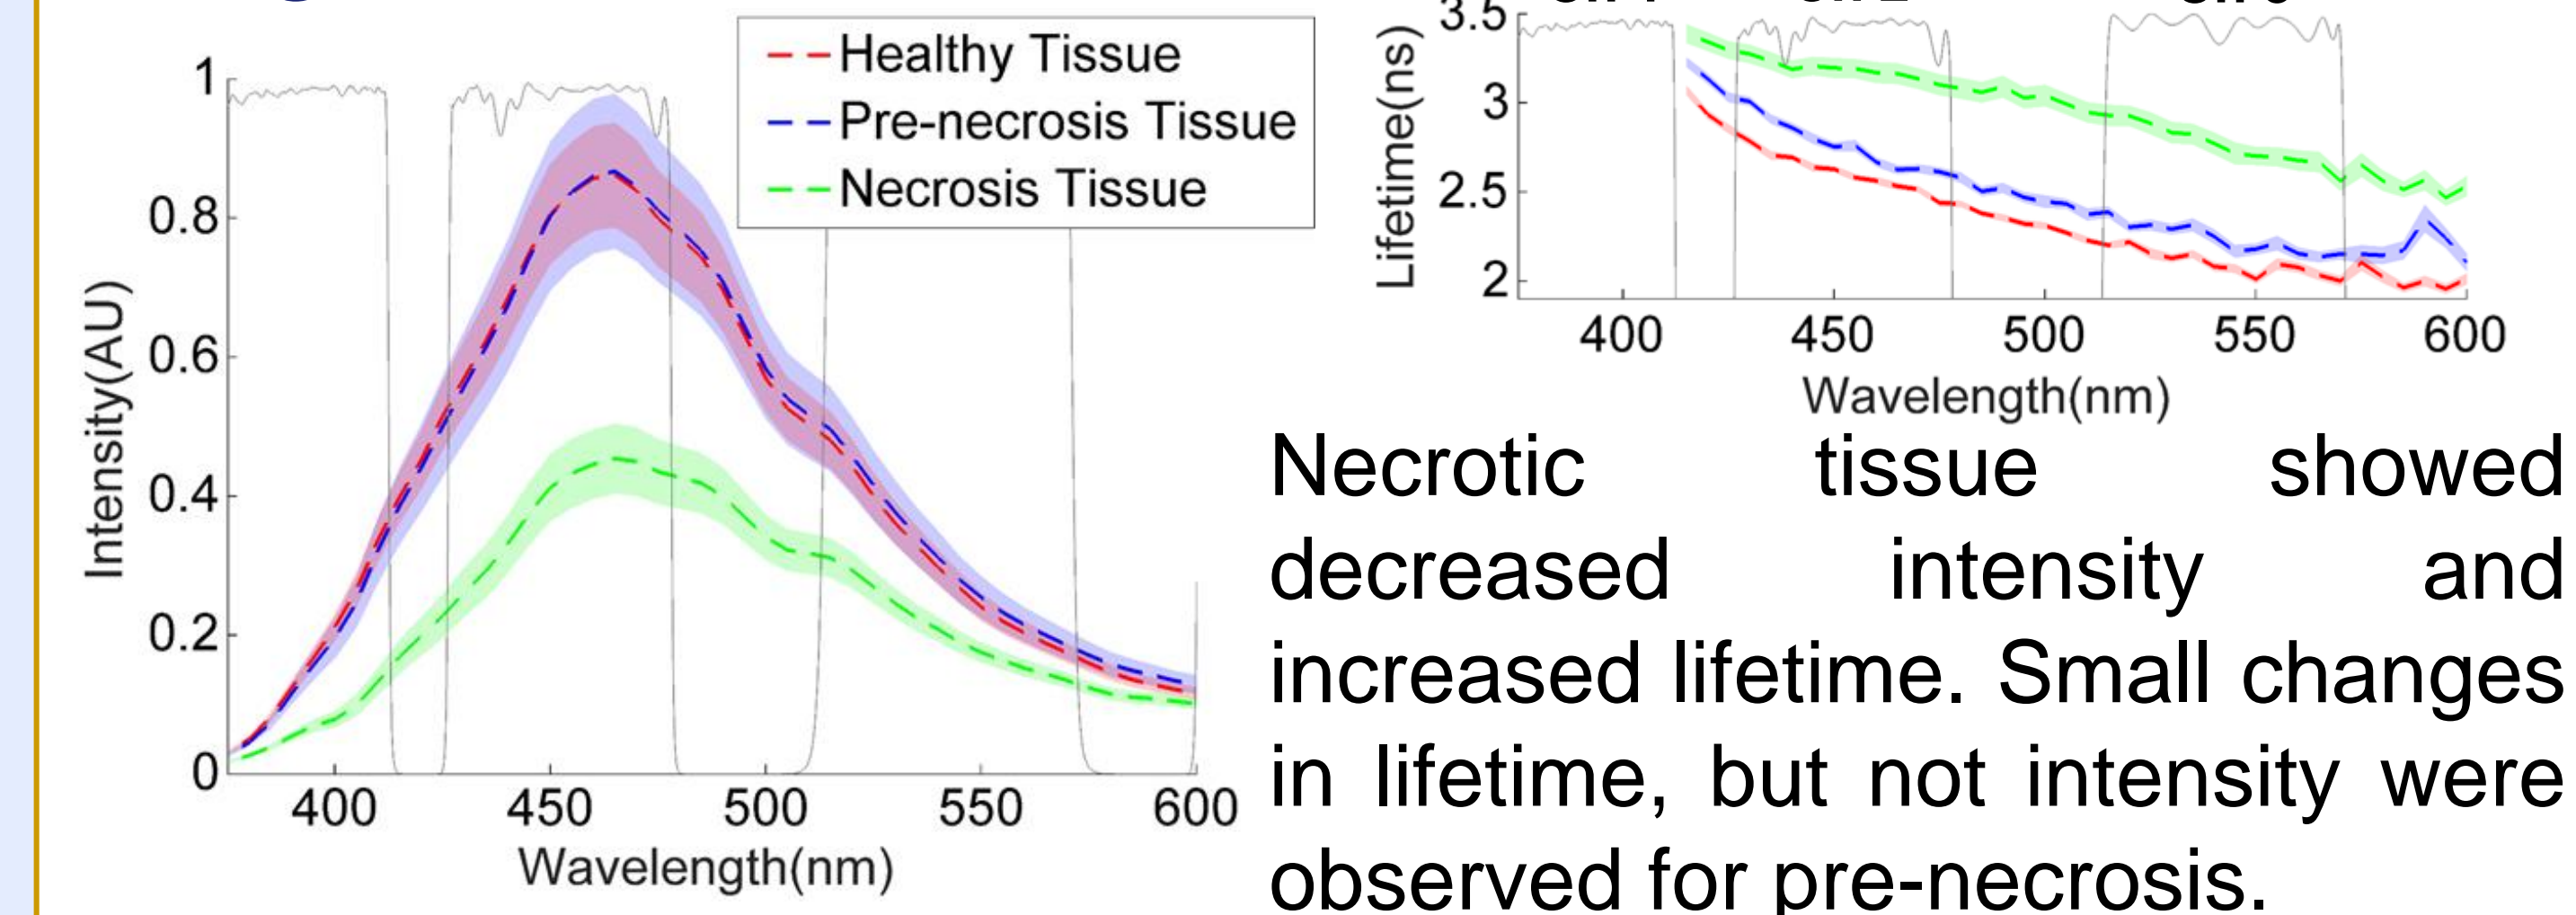 Healthy Tissue
Pre-necrosis Tissue
Necrosis Tissue
1
0.8
0.6
0.4
0.2
0
Intensity(AU)
400 450 500 550 600
Wavelength(nm)
3.5
3
2.5
2
Lifetime(ns)
400 450 500 550 600
Wavelength(nm)
Necrotic tissue showed
decreased intensity and
increased lifetime. Small changes
in lifetime, but not intensity were
observed for pre-necrosis.